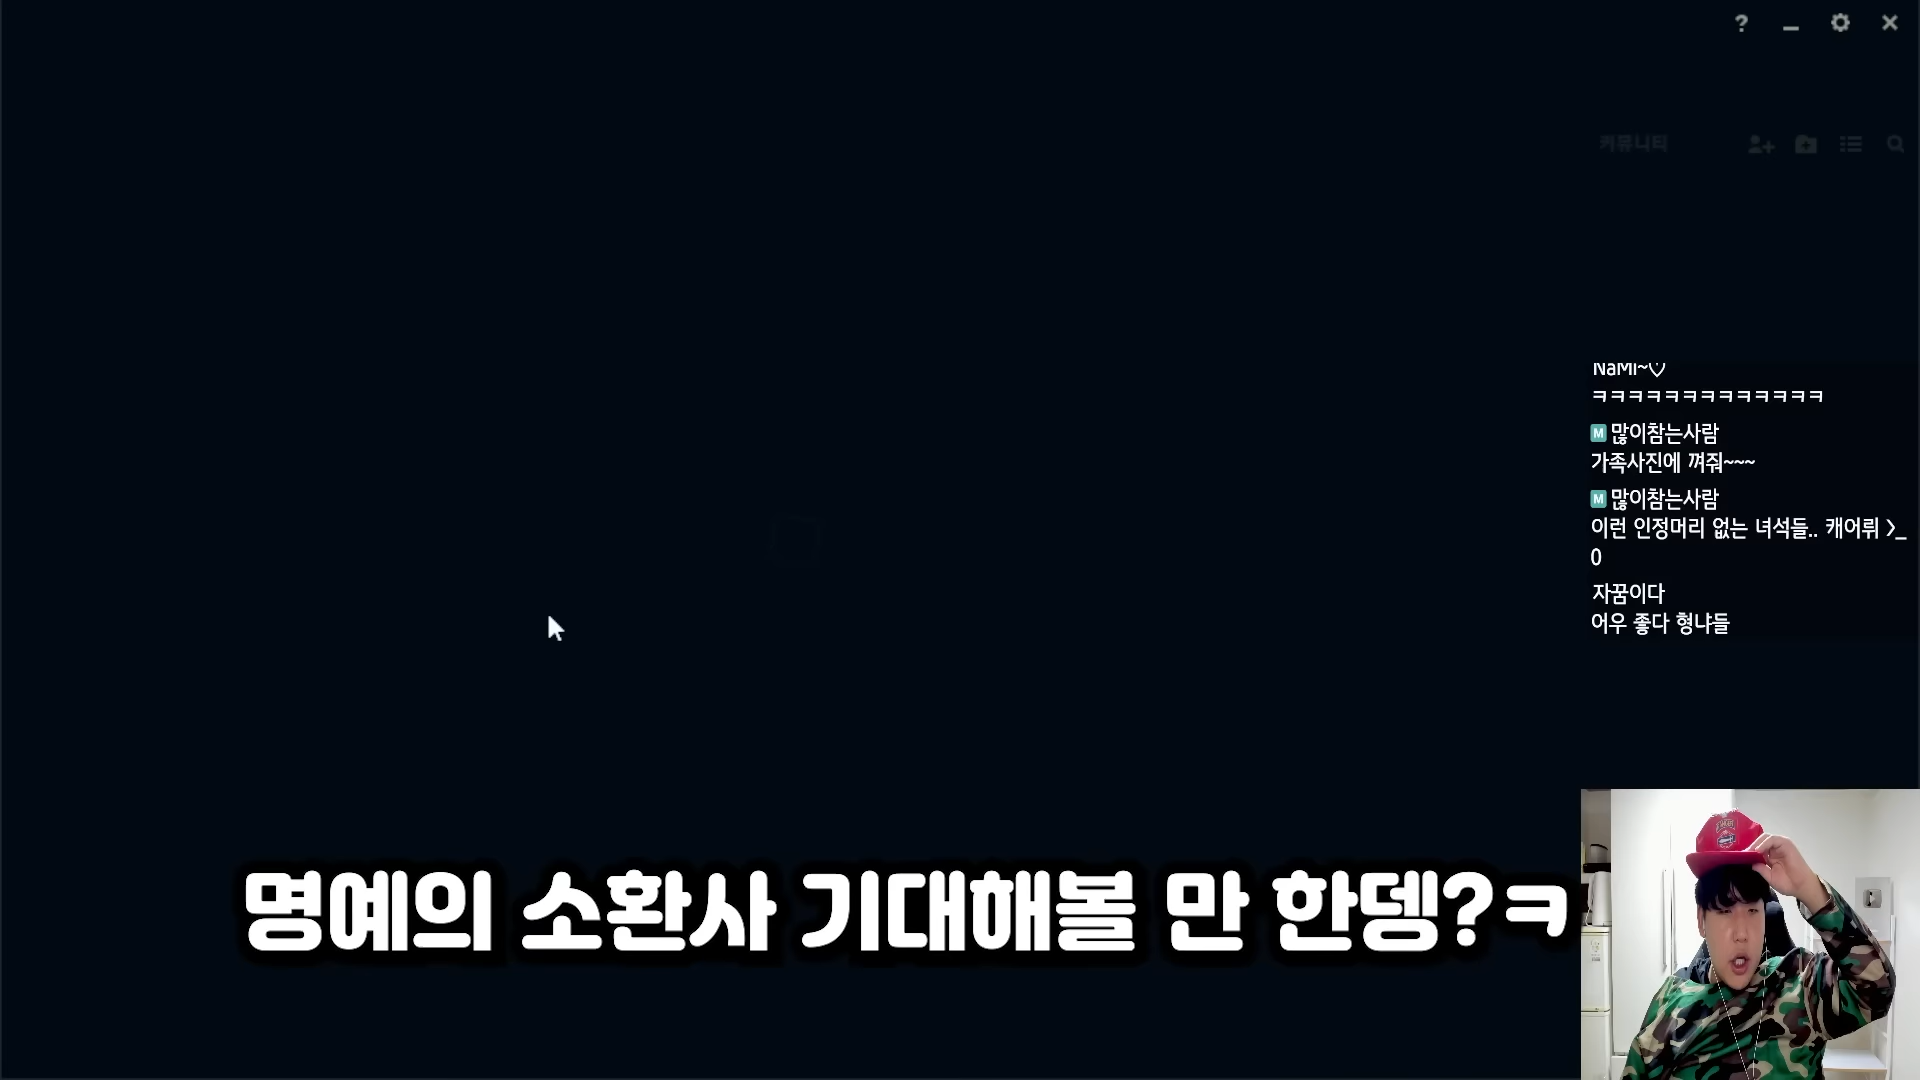 ?
커뮤니티
NaMi~♡
ㅋㅋㅋㅋㅋㅋㅋㅋㅋㅋㅋㅋㅋ
M 많이참는사람
가족사진에 껴줘~~~
M 많이참는사람
이런 인정머리 없는 녀석들.. 캐어뤼 >_
0
자꿈이다
어우 좋다 형냐들
명예의 소환사 기대해볼 만 한뎅?ㅋ